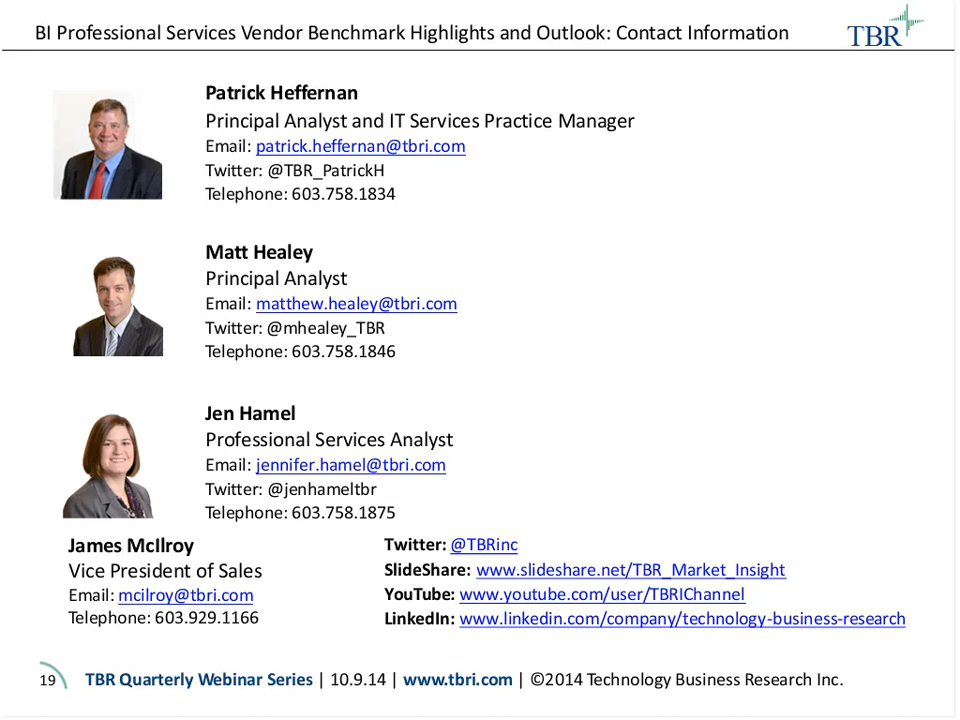 BI Professional Services Vendor Benchmark Highlights and Outlook: Contact Information
TBR
Patrick Heffernan
Principal Analyst and IT Services Practice Manager
Email: patrick.heffernan@tbri.com
Twitter: @TBR_PatrickH
Telephone: 603.758.1834
Matt Healey
Principal Analyst
Email: matthew.healey@tbri.com
Twitter: @mhealey_TBR
Telephone: 603.758.1846
Jen Hamel
Professional Services Analyst
Email: jennifer.hamel@tbri.com
Twitter: @jenhameltbr
Telephone: 603.758.1875
James McIlroy
Vice President of Sales
Email: mcilroy@tbri.com
Telephone: 603.929.1166
Twitter: @TBRinc
SlideShare: www.slideshare.net/TBR_Market_Insight
YouTube: www.youtube.com/user/TBRIChannel
LinkedIn: www.linkedin.com/company/technology-business-research
19 TBR Quarterly Webinar Series | 10.9.14 | www.tbri.com | ©2014 Technology Business Research Inc.